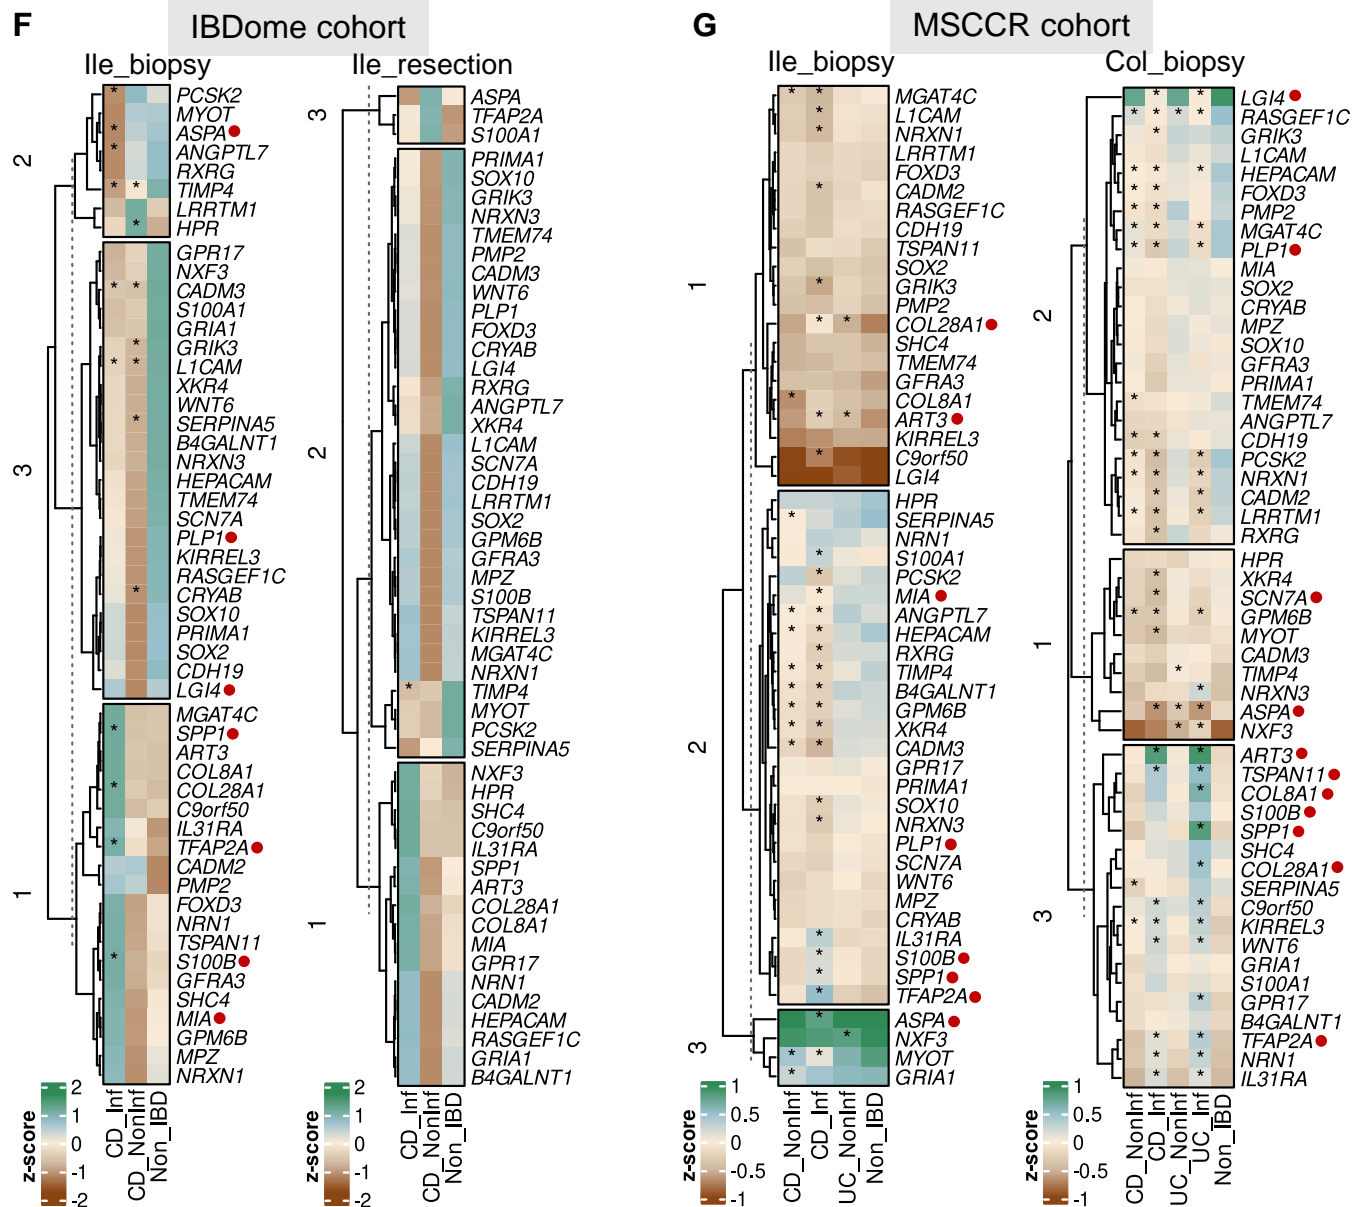 F
IBDome cohort
Ile_biopsy
2
PCSK2
MYOT
ASPA
ANGPTL7
RXRG
TIMP4
LRRTM1
HPR
3
GPR17
NXF3
CADM3
S100A1
GRIA1
GRIK3
L1CAM
XKR4
WNT6
SERPINA5
B4GALNT1
NRXN3
HEPACAM
TMEM74
SCN7A
PLP1
KIRREL3
RASGEF1C
CRYAB
SOX10
PRIMA1
SOX2
CDH19
LGI4
1
MGAT4C
SPP1
ART3
COL8A1
COL28A1
C9orf50
IL31RA
TFAP2A
CADM2
PMP2
FOXD3
NRN1
TSPAN11
S100B
GFRA3
SHC4
MIA
GPM6B
MPZ
NRXN1
z-score
2
1
0
-1
-2
CD_Inf
CD_NonInf
Non_IBD
Ile_resection
3
ASPA
TFAP2A
S100A1
2
PRIMA1
SOX10
GRIK3
NRXN3
TMEM74
PMP2
CADM3
WNT6
PLP1
FOXD3
CRYAB
LGI4
RXRG
ANGPTL7
XKR4
L1CAM
SCN7A
CDH19
LRRTM1
SOX2
GPM6B
GFRA3
MPZ
S100B
TSPAN11
KIRREL3
MGAT4C
NRXN1
TIMP4
MYOT
PCSK2
SERPINA5
1
NXF3
HPR
SHC4
C9orf50
IL31RA
SPP1
ART3
COL28A1
COL8A1
MIA
GPR17
NRN1
CADM2
HEPACAM
RASGEF1C
GRIA1
B4GALNT1
z-score
2
1
0
-1
-2
CD_Inf
CD_NonInf
Non_IBD
G
MSCCR cohort
Ile_biopsy
1
MGAT4C
L1CAM
NRXN1
LRRTM1
FOXD3
CADM2
RASGEF1C
CDH19
TSPAN11
SOX2
GRIK3
PMP2
COL28A1
SHC4
TMEM74
GFRA3
COL8A1
ART3
KIRREL3
C9orf50
LGI4
2
HPR
SERPINA5
NRN1
S100A1
PCSK2
MIA
ANGPTL7
HEPACAM
RXRG
TIMP4
B4GALNT1
GPM6B
XKR4
CADM3
GPR17
PRIMA1
SOX10
NRXN3
PLP1
SCN7A
WNT6
MPZ
CRYAB
IL31RA
S100B
SPP1
TFAP2A
3
ASPA
NXF3
MYOT
GRIA1
z-score
1
0.5
0
-0.5
-1
CD_NonInf
CD_Inf
UC_NonInf
Non_IBD
Col_biopsy
2
LGI4
RASGEF1C
GRIK3
L1CAM
HEPACAM
FOXD3
PMP2
MGAT4C
PLP1
MIA
SOX2
CRYAB
MPZ
SOX10
GFRA3
PRIMA1
TMEM74
ANGPTL7
CDH19
PCSK2
NRXN1
CADM2
LRRTM1
RXRG
1
HPR
XKR4
SCN7A
GPM6B
MYOT
CADM3
TIMP4
NRXN3
ASPA
NXF3
3
ART3
TSPAN11
COL8A1
S100B
SPP1
SHC4
COL28A1
SERPINA5
C9orf50
KIRREL3
WNT6
GRIA1
S100A1
GPR17
B4GALNT1
TFAP2A
NRN1
IL31RA
z-score
1
0.5
0
-0.5
-1
CD_NonInf
CD_Inf
UC_NonInf
UC_Inf
Non_IBD